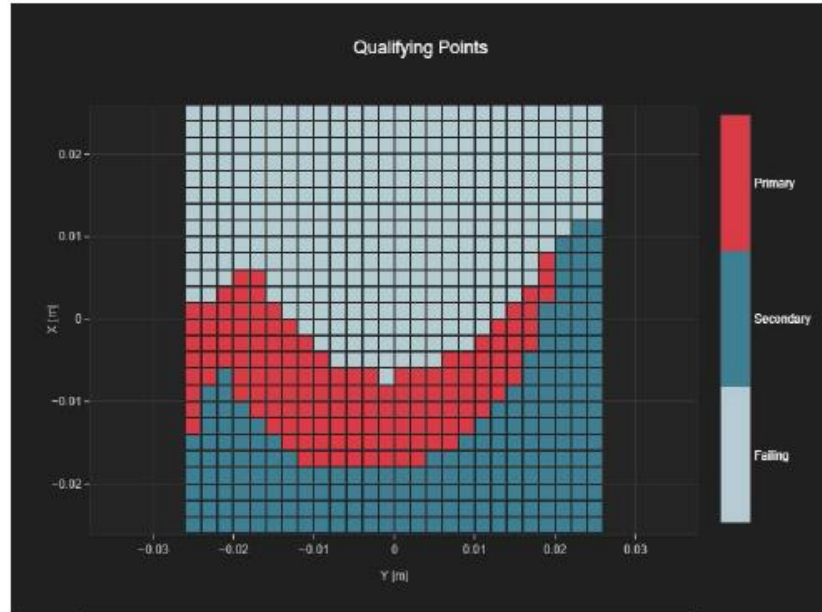 Qualifying Points
0.02
0.01
0
−0.01
−0.02
X [m]
−0.03
−0.02
−0.01
0
0.01
0.02
0.03
Y [m]
Primary
Secondary
Failing